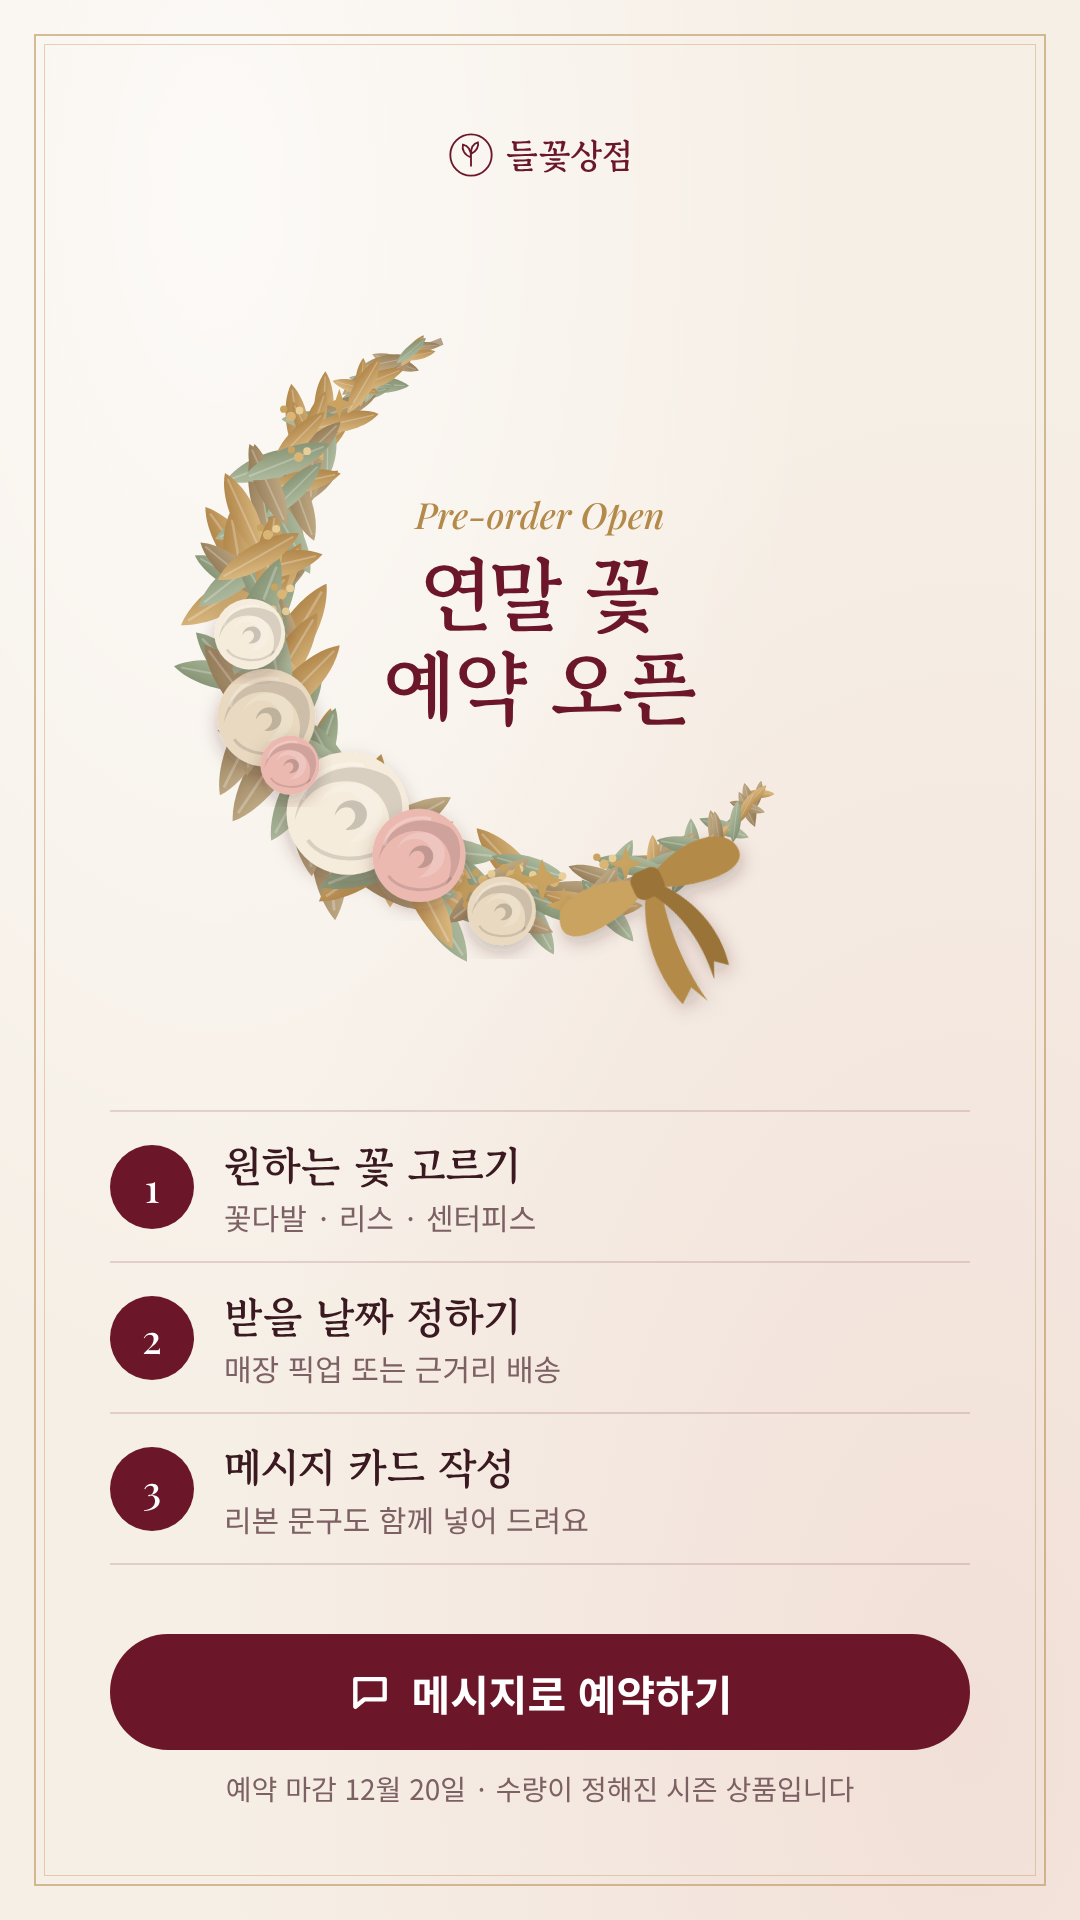 들꽃상점
Pre-order Open
연말 꽃
예약 오픈
1
원하는 꽃 고르기
꽃다발 · 리스 · 센터피스
2
받을 날짜 정하기
매장 픽업 또는 근거리 배송
3
메시지 카드 작성
리본 문구도 함께 넣어 드려요
메시지로 예약하기
예약 마감 12월 20일 · 수량이 정해진 시즌 상품입니다